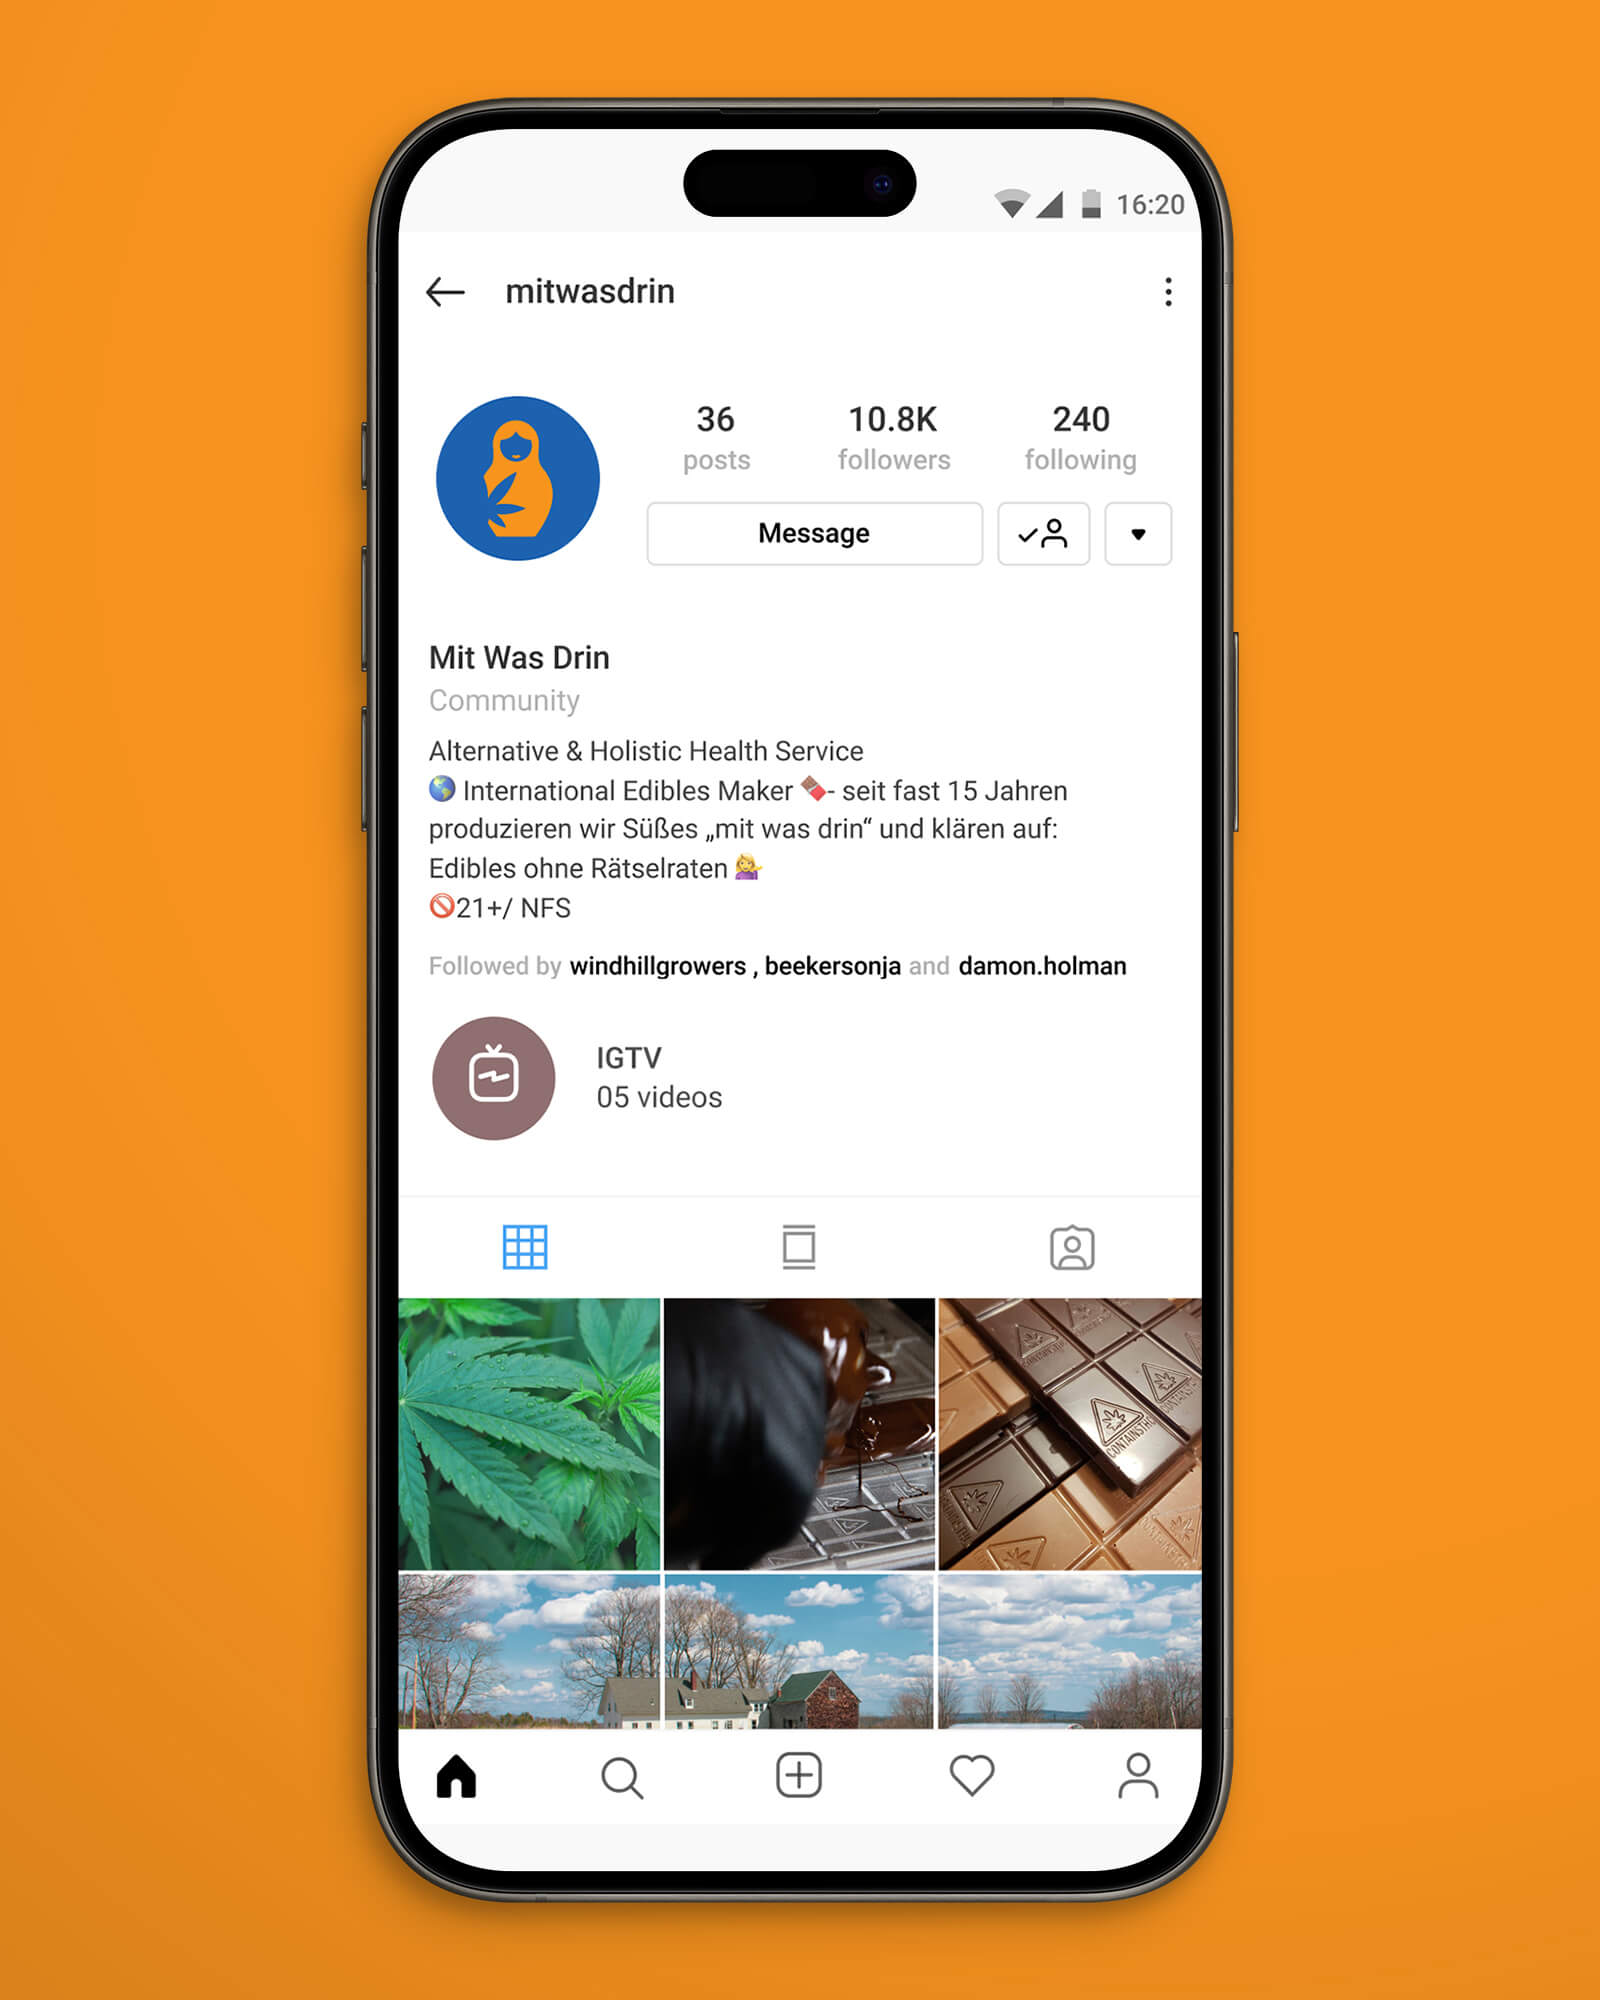 16:20
mitwasdrin
36 10.8K 240
posts followers following
Message
Mit Was Drin
Community
Alternative & Holistic Health Service
🌎 International Edibles Maker 🍫- seit fast 15 Jahren
produzieren wir Süßes „mit was drin“ und klären auf:
Edibles ohne Rätselraten 💁‍♀️
🚫21+/ NFS
Followed by windhillgrowers , beekersonja and damon.holman
IGTV
05 videos
CONTAINS THC